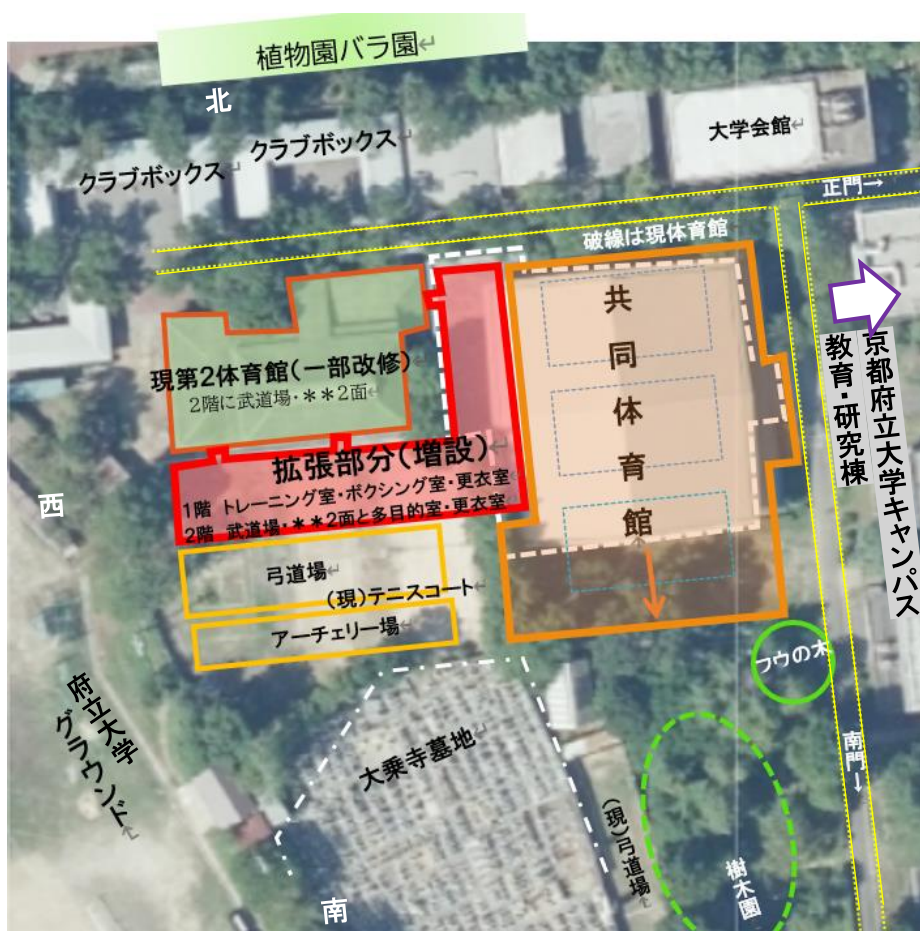 植物園バラ園
北
クラブボックス
クラブボックス
大学会館
正門→
破線は現体育館
共同体育館
現第2体育館(一部改修)
2階に武道場・**2面
拡張部分(増設)
1階 トレーニング室・ボクシング室・更衣室
2階 武道場・**2面と多目的室・更衣室
京都府立大学キャンパス
教育・研究棟
西
弓道場
(現)テニスコート
アーチェリー場
フウの木
府立大学
グラウンド
大乗寺墓地
南門→
(現)弓道場
樹木園
南